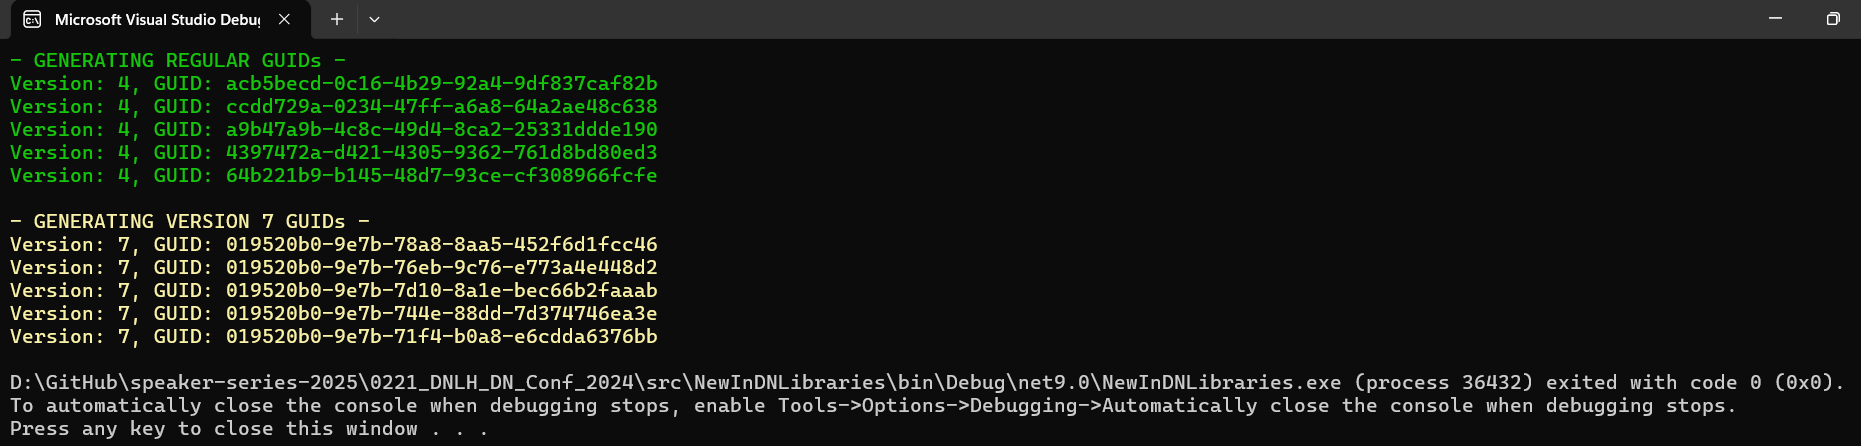 Microsoft Visual Studio Debug
- GENERATING REGULAR GUIDs -
Version: 4, GUID: acb5becd-0c16-4b29-92a4-9df837caf82b
Version: 4, GUID: ccdd729a-0234-47ff-a6a8-64a2ae48c638
Version: 4, GUID: a9b47a9b-4c8c-49d4-8ca2-25331ddde190
Version: 4, GUID: 4397472a-d421-4305-9362-761d8bd80ed3
Version: 4, GUID: 64b221b9-b145-48d7-93ce-cf308966fcfe
- GENERATING VERSION 7 GUIDs -
Version: 7, GUID: 019520b0-9e7b-78a8-8aa5-452f6d1fcc46
Version: 7, GUID: 019520b0-9e7b-76eb-9c76-e773a4e448d2
Version: 7, GUID: 019520b0-9e7b-7d10-8a1e-bec66b2faaab
Version: 7, GUID: 019520b0-9e7b-744e-88dd-7d374746ea3e
Version: 7, GUID: 019520b0-9e7b-71f4-b0a8-e6cdda6376bb
D:\GitHub\speaker-series-2025\0221_DNLH_DN_Conf_2024\src\NewInDNLibraries\bin\Debug\net9.0\NewInDNLibraries.exe (process 36432) exited with code 0 (0x0).
To automatically close the console when debugging stops, enable Tools->Options->Debugging->Automatically close the console when debugging stops.
Press any key to close this window . . .